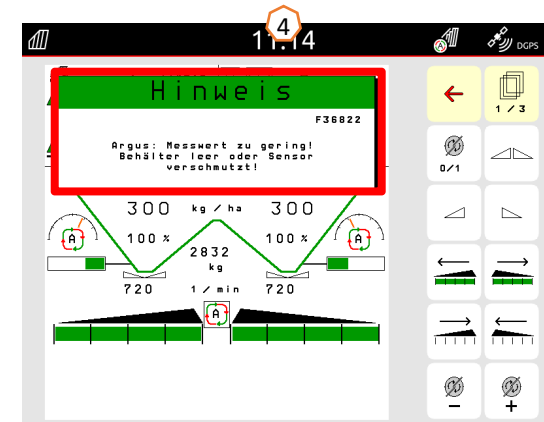 4
11:14
DGPS
Hinweis
F36822
Argus: Messwert zu gering!
Behälter leer oder Sensor
verschmutzt!
1 / 3
0/1
300 kg / ha 300
A 100 % 100 % A
2832
kg
720 1 / min 720
A